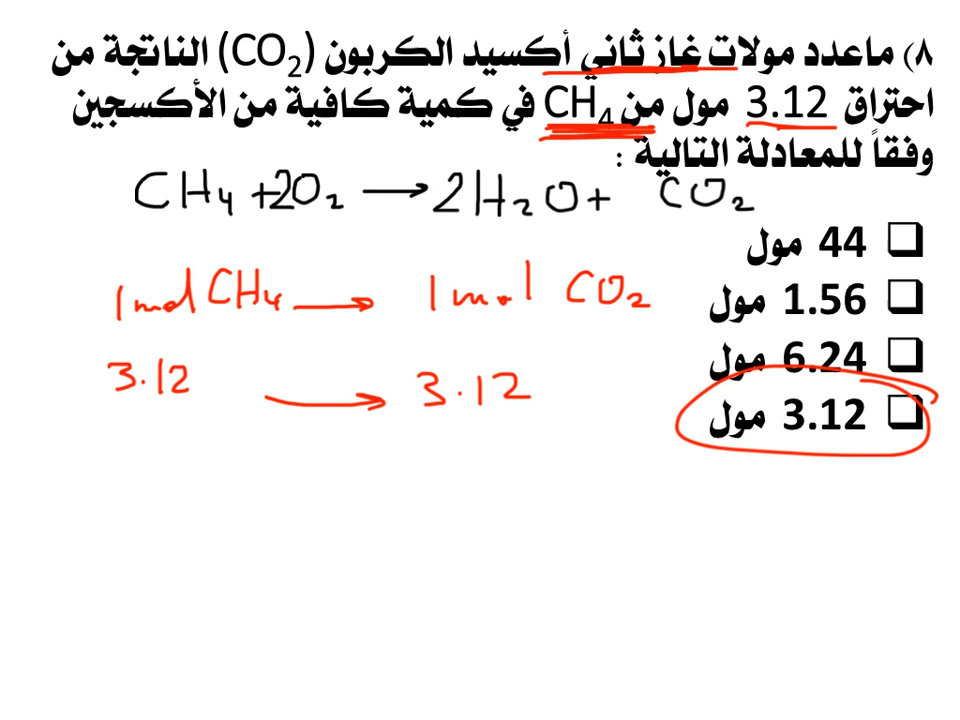 ٨) ماعدد مولات غاز ثاني أكسيد الكربون (CO₂) الناتجة من
احتراق 3.12 مول من CH₄ في كمية كافية من الأكسجين
وفقاً للمعادلة التالية :
CH₄ + 2O₂ → 2H₂O + CO₂
❑ 44 مول
❑ 1.56 مول
❑ 6.24 مول
❑ 3.12 مول
1 mol CH₄ → 1 mol CO₂
3.12 → 3.12